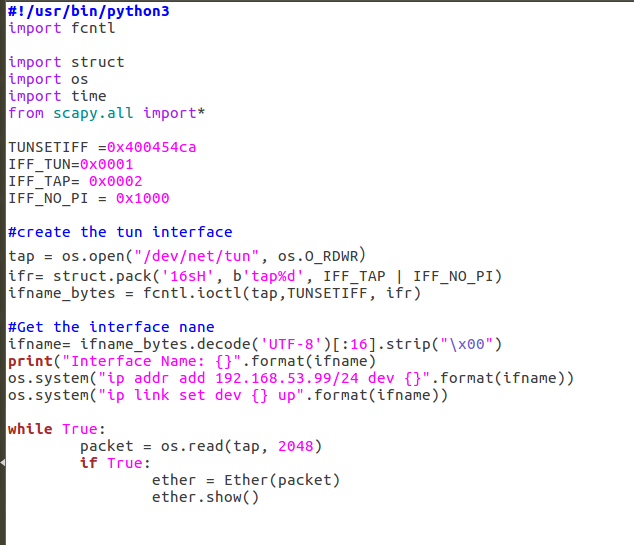 #!/usr/bin/python3
import fcntl
import struct
import os
import time
from scapy.all import*
TUNSETIFF =0x400454ca
IFF_TUN=0x0001
IFF_TAP= 0x0002
IFF_NO_PI = 0x1000
#create the tun interface
tap = os.open("/dev/net/tun", os.O_RDWR)
ifr= struct.pack('16sH', b'tap%d', IFF_TAP | IFF_NO_PI)
ifname_bytes = fcntl.ioctl(tap,TUNSETIFF, ifr)
#Get the interface nane
ifname= ifname_bytes.decode('UTF-8')[:16].strip("\x00")
print("Interface Name: {}".format(ifname)
os.system("ip addr add 192.168.53.99/24 dev {}".format(ifname))
os.system("ip link set dev {} up".format(ifname))
while True:
        packet = os.read(tap, 2048)
        if True:
                ether = Ether(packet)
                ether.show()